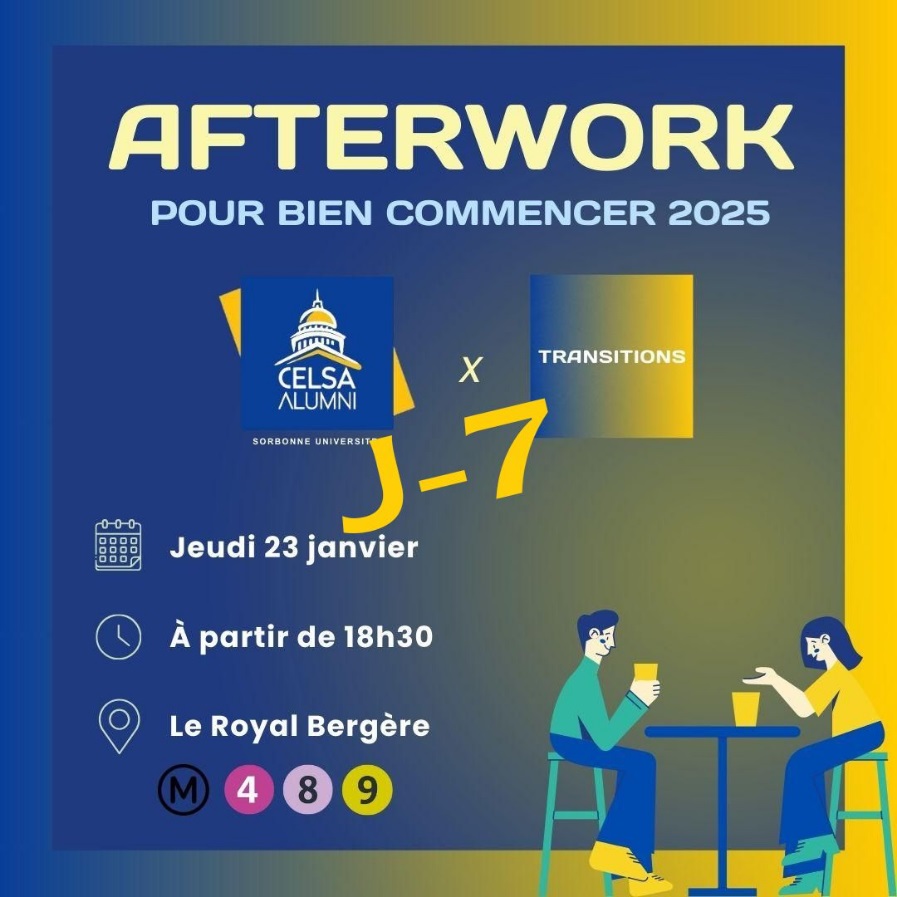 AFTERWORK
POUR BIEN COMMENCER 2025
CELSA
ALUMNI
SORBONNE UNIVERSITÉ
x
TRANSITIONS
J-7
Jeudi 23 janvier
À partir de 18h30
Le Royal Bergère
M 4 8 9